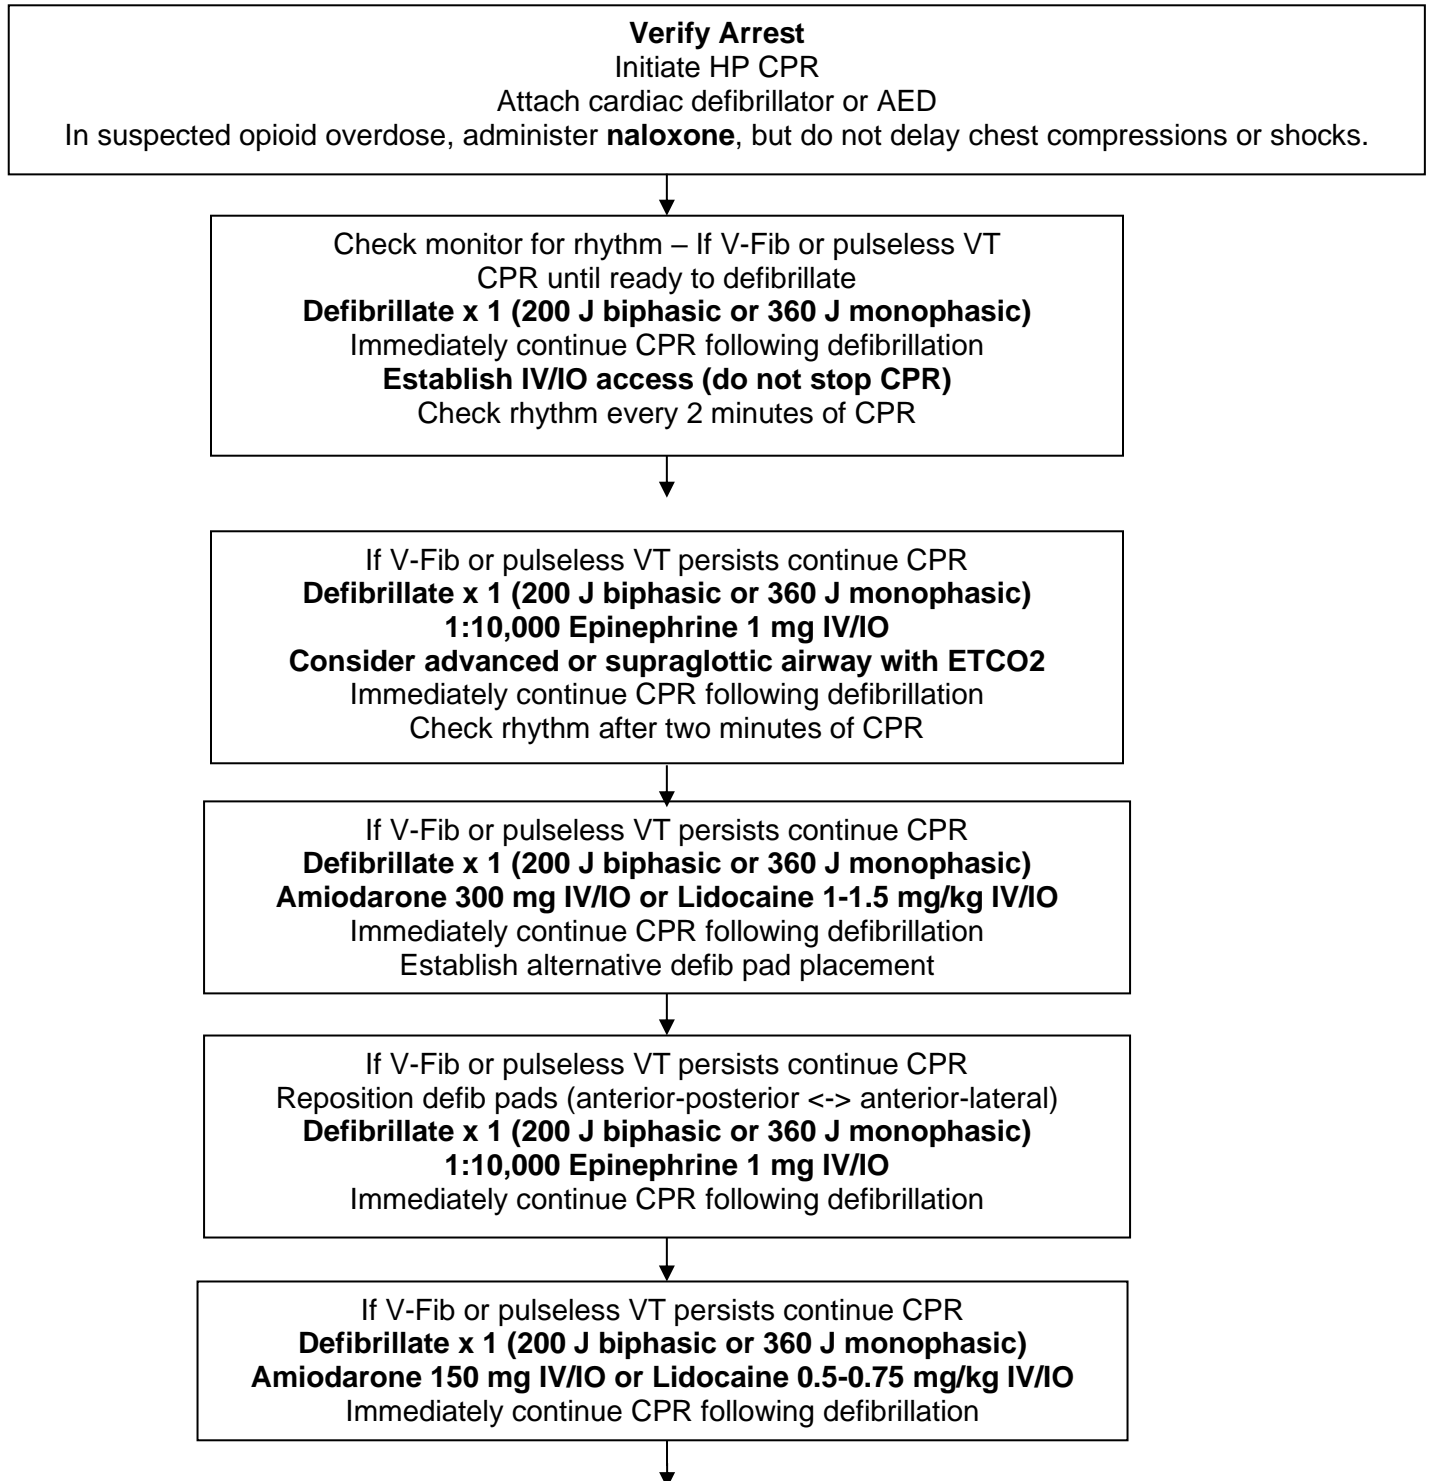 Verify Arrest
Initiate HP CPR
Attach cardiac defibrillator or AED
In suspected opioid overdose, administer naloxone, but do not delay chest compressions or shocks.
Check monitor for rhythm – If V-Fib or pulseless VT
CPR until ready to defibrillate
Defibrillate x 1 (200 J biphasic or 360 J monophasic)
Immediately continue CPR following defibrillation
Establish IV/IO access (do not stop CPR)
Check rhythm every 2 minutes of CPR
If V-Fib or pulseless VT persists continue CPR
Defibrillate x 1 (200 J biphasic or 360 J monophasic)
1:10,000 Epinephrine 1 mg IV/IO
Consider advanced or supraglottic airway with ETCO2
Immediately continue CPR following defibrillation
Check rhythm after two minutes of CPR
If V-Fib or pulseless VT persists continue CPR
Defibrillate x 1 (200 J biphasic or 360 J monophasic)
Amiodarone 300 mg IV/IO or Lidocaine 1-1.5 mg/kg IV/IO
Immediately continue CPR following defibrillation
Establish alternative defib pad placement
If V-Fib or pulseless VT persists continue CPR
Reposition defib pads (anterior-posterior <-> anterior-lateral)
Defibrillate x 1 (200 J biphasic or 360 J monophasic)
1:10,000 Epinephrine 1 mg IV/IO
Immediately continue CPR following defibrillation
If V-Fib or pulseless VT persists continue CPR
Defibrillate x 1 (200 J biphasic or 360 J monophasic)
Amiodarone 150 mg IV/IO or Lidocaine 0.5-0.75 mg/kg IV/IO
Immediately continue CPR following defibrillation